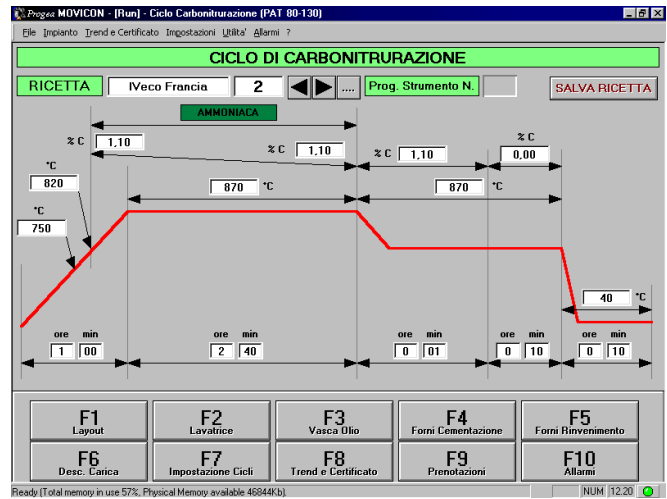 Progea MOVICON - [Run] - Ciclo Carbonitrurazione (PAT 80-130)
File Impianto Trend e Certificato Impostazioni Utilita' Allarmi ?
CICLO DI CARBONITRURAZIONE
RICETTA IVeco Francia 2 .... Prog. Strumento N. SALVA RICETTA
AMMONIACA
% C 1,10
% C 1,10
% C 1,10
% C
0,00
°C
820
870 °C
870 °C
°C
750
40 °C
ore min
1 00
ore min
2 40
ore min
0 01
ore min
0 10
ore min
0 10
F1
Layout
F2
Lavatrice
F3
Vasca Olio
F4
Forni Cementazione
F5
Forni Rinvenimento
F6
Desc. Carica
F7
Impostazione Cicli
F8
Trend e Certificato
F9
Prenotazioni
F10
Allarmi
Ready (Total memory in use 57%, Physical Memory available 46844Kb). NUM 12.20